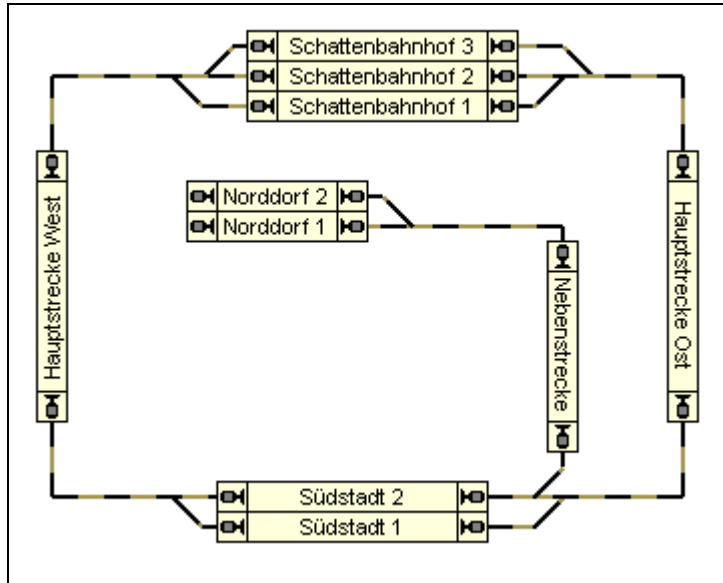 Schattenbahnhof 3
Schattenbahnhof 2
Schattenbahnhof 1
Norddorf 2
Norddorf 1
Hauptstrecke West
Hauptstrecke Ost
Nebenstrecke
Südstadt 2
Südstadt 1